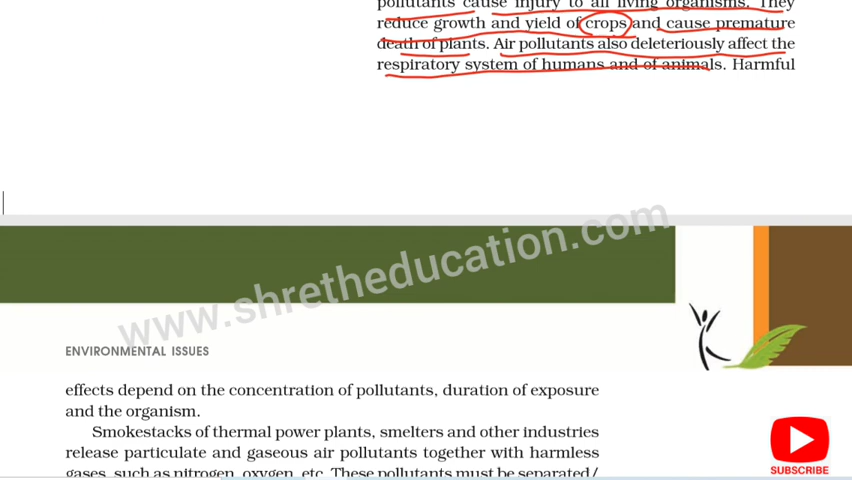 pollutants cause injury to all living organisms. They
reduce growth and yield of crops and cause premature
death of plants. Air pollutants also deleteriously affect the
respiratory system of humans and of animals. Harmful
www.shretheducation.com
ENVIRONMENTAL ISSUES
effects depend on the concentration of pollutants, duration of exposure
and the organism.
Smokestacks of thermal power plants, smelters and other industries
release particulate and gaseous air pollutants together with harmless
gases, such as nitrogen, oxygen, etc. These pollutants must be separated/
SUBSCRIBE